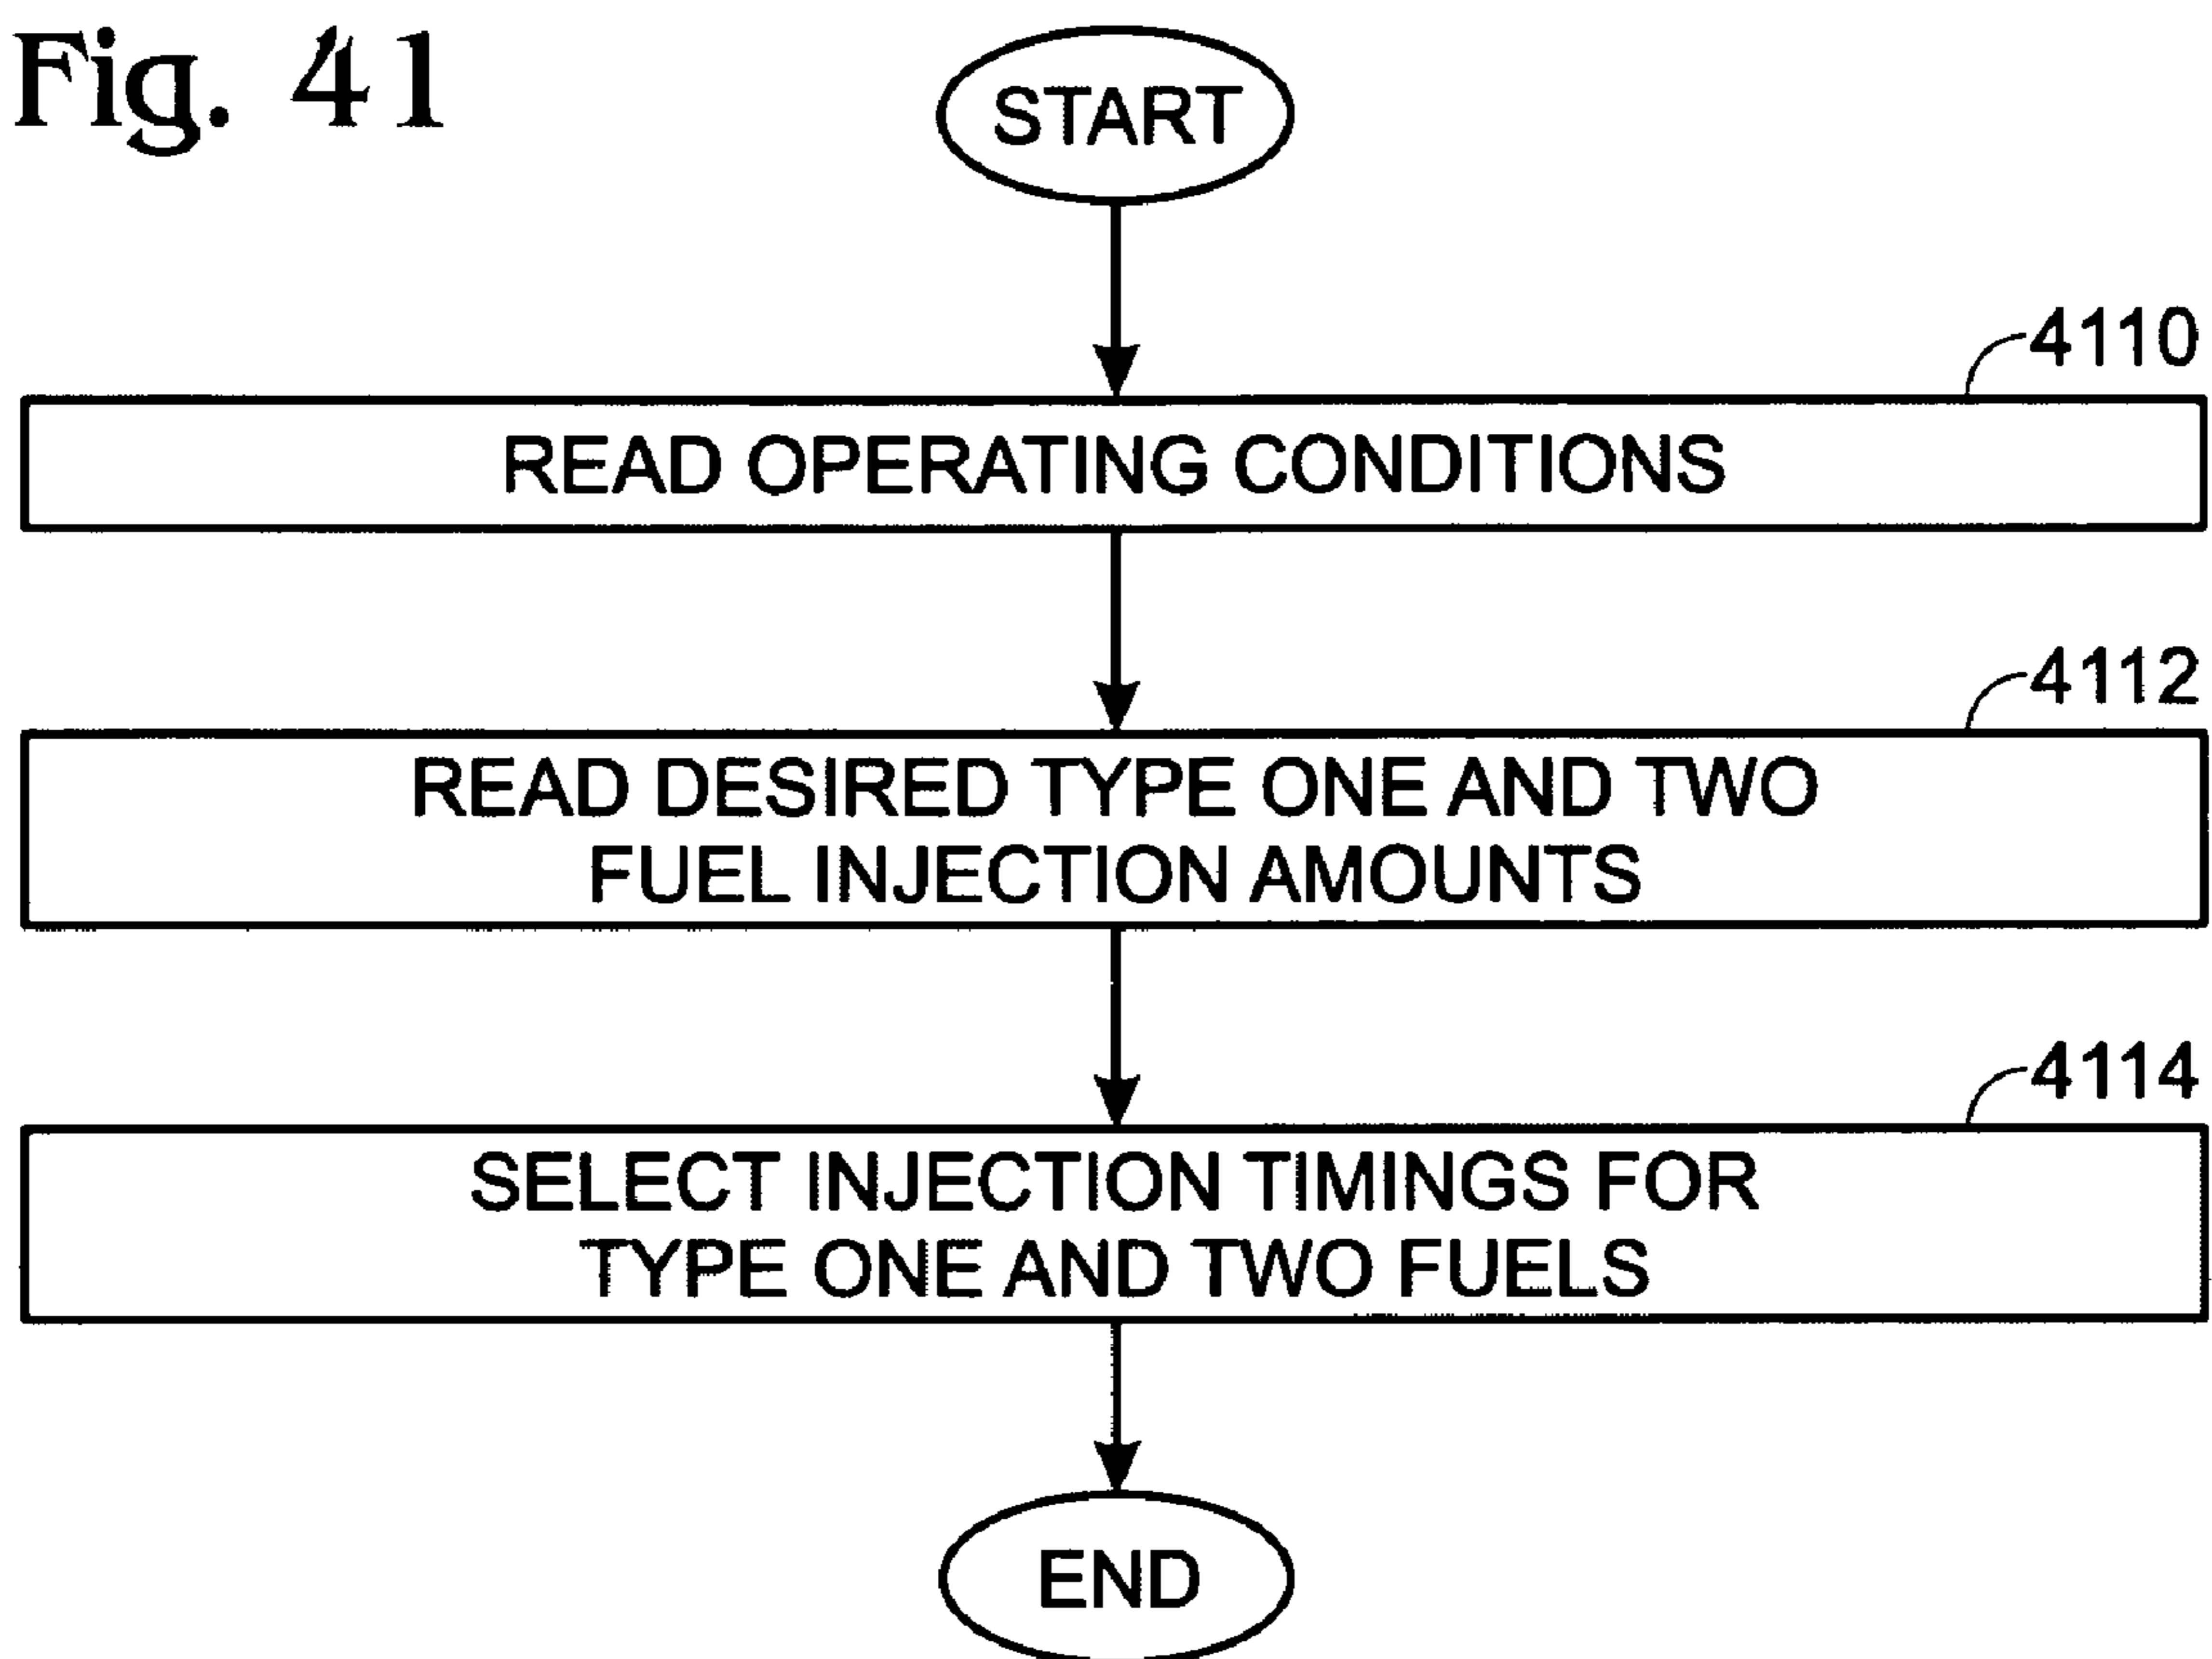 Fig. 41
START
4110
READ OPERATING CONDITIONS
4112
READ DESIRED TYPE ONE AND TWO
FUEL INJECTION AMOUNTS
4114
SELECT INJECTION TIMINGS FOR
TYPE ONE AND TWO FUELS
END